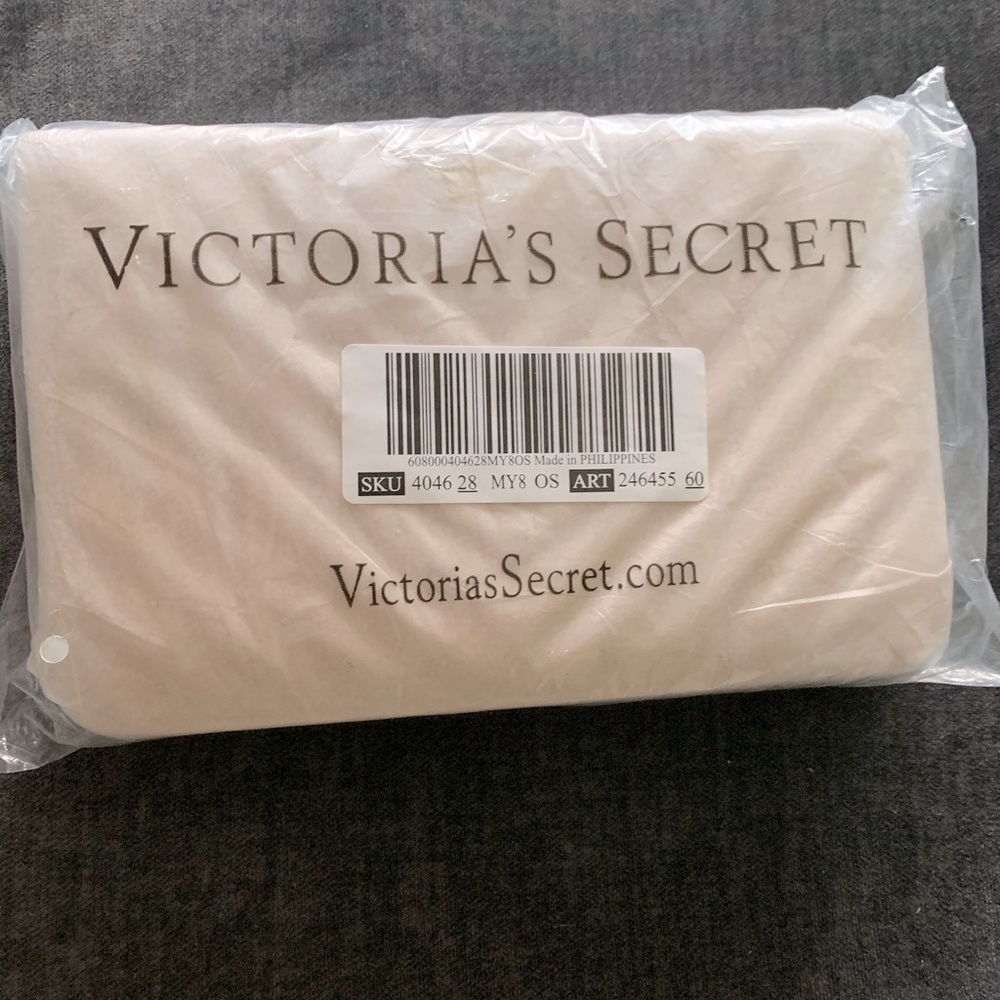 VICTORIA'S SECRET
608000404628MY8OS Made in PHILIPPINES
SKU 4046 28 MY8 OS ART 246455 60
VictoriasSecret.com